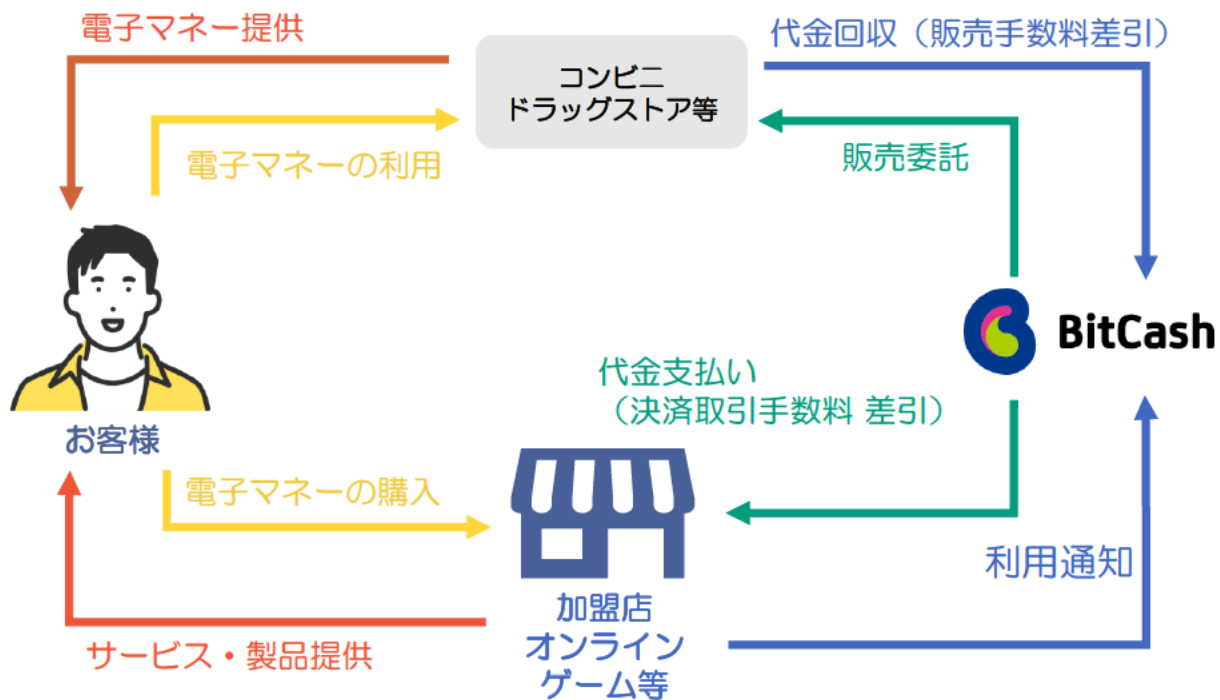 電子マネー提供
代金回収（販売手数料差引）
コンビニ
ドラッグストア等
電子マネーの利用
販売委託
BitCash
お客様
代金支払い
（決済取引手数料 差引）
電子マネーの購入
利用通知
加盟店
オンライン
ゲーム等
サービス・製品提供